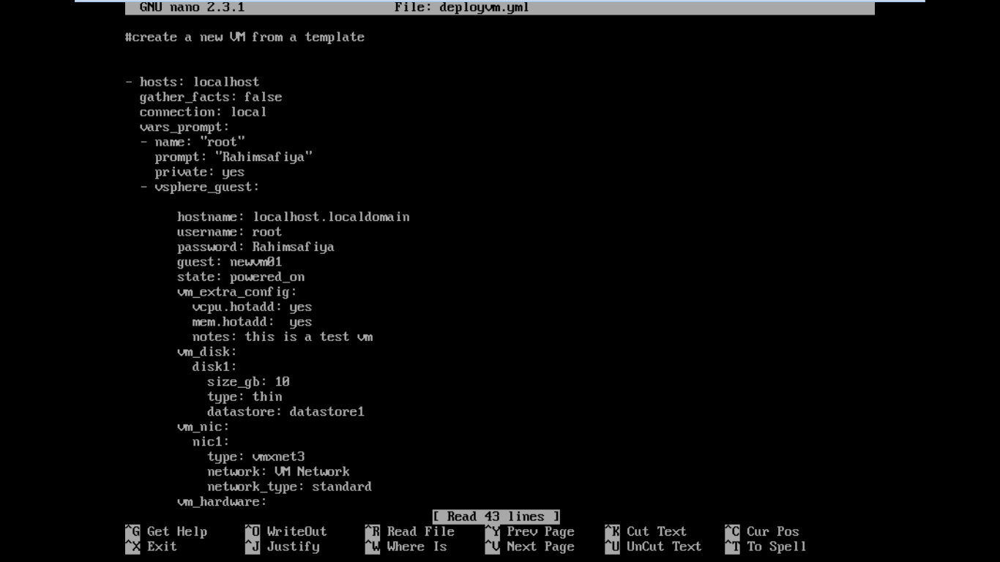 GNU nano 2.3.1 File: deployvm.yml
#create a new VM from a template
- hosts: localhost
  gather_facts: false
  connection: local
  vars_prompt:
  - name: "root"
    prompt: "Rahimsafiya"
    private: yes
  - vsphere_guest:
       hostname: localhost.localdomain
       username: root
       password: Rahimsafiya
       guest: newvm01
       state: powered_on
       vm_extra_config:
         vcpu.hotadd: yes
         mem.hotadd:  yes
         notes: this is a test vm
       vm_disk:
         disk1:
           size_gb: 10
           type: thin
           datastore: datastore1
       vm_nic:
         nic1:
           type: vmxnet3
           network: VM Network
           network_type: standard
       vm_hardware:
[ Read 43 lines ]
^G Get Help ^O WriteOut ^R Read File ^Y Prev Page ^K Cut Text ^C Cur Pos
^X Exit ^J Justify ^W Where Is ^V Next Page ^U UnCut Text ^T To Spell